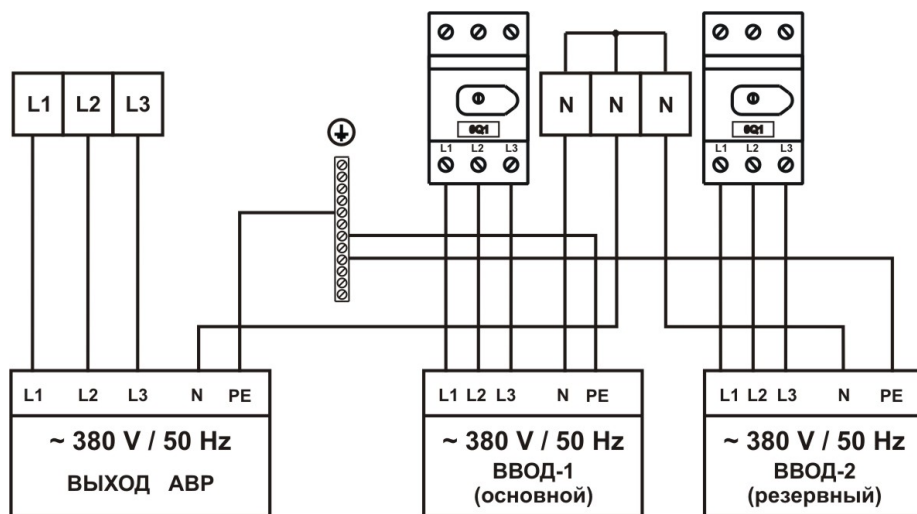 L1 L2 L3
N N N
L1 L2 L3
L1 L2 L3
L1 L2 L3 N PE
~ 380 V / 50 Hz
ВЫХОД АВР
L1 L2 L3 N PE
~ 380 V / 50 Hz
ВВОД-1
(основной)
L1 L2 L3 N PE
~ 380 V / 50 Hz
ВВОД-2
(резервный)